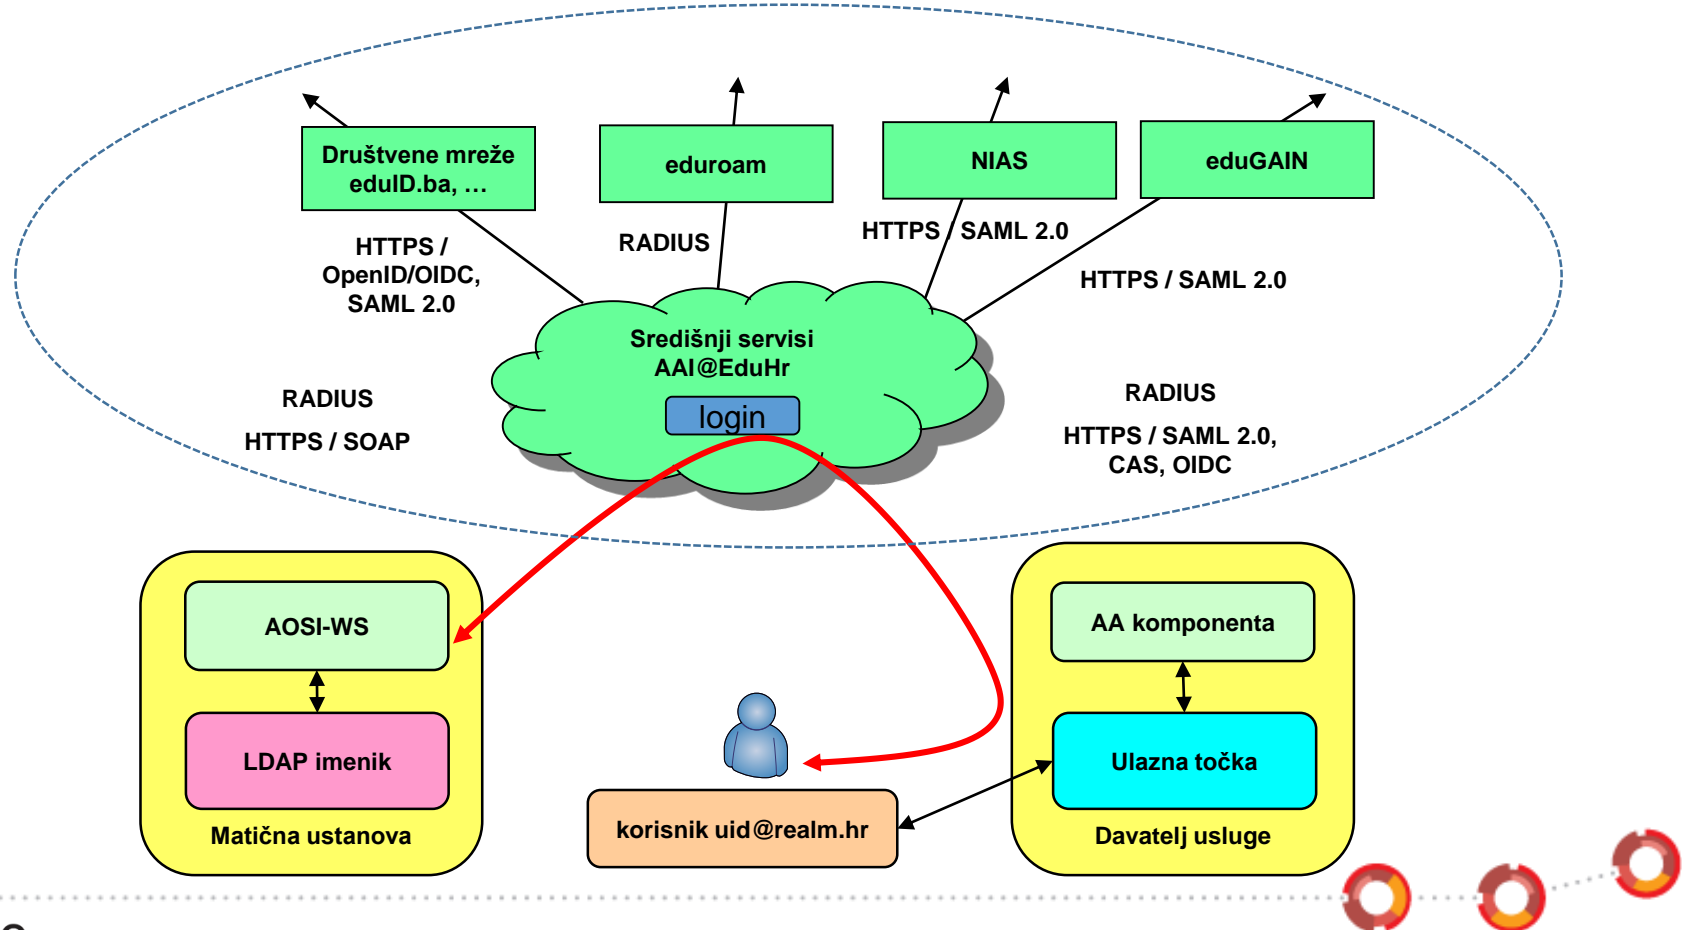 Društvene mreže
eduID.ba, ...
eduroam
NIAS
eduGAIN
HTTPS /
OpenID/OIDC,
SAML 2.0
RADIUS
HTTPS / SAML 2.0
HTTPS / SAML 2.0
Središnji servisi
AAI@EduHr
login
RADIUS
HTTPS / SOAP
RADIUS
HTTPS / SAML 2.0,
CAS, OIDC
AOSI-WS
LDAP imenik
Matična ustanova
korisnik uid@realm.hr
AA komponenta
Ulazna točka
Davatelj usluge